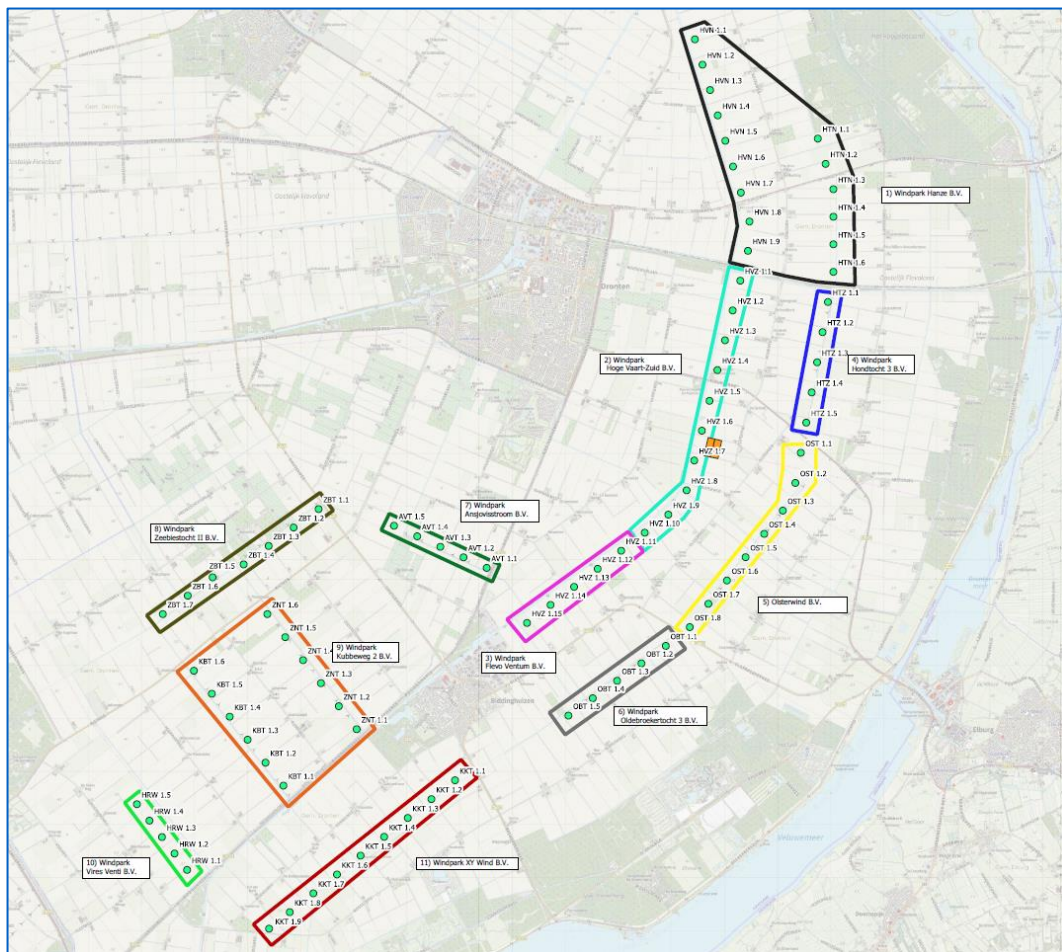 HVN 1.1
HVN 1.2
HVN 1.3
HVN 1.4
HVN 1.5
HVN 1.6
HVN 1.7
HVN 1.8
HVN 1.9
HTN 1.1
HTN 1.2
HTN 1.3
HTN 1.4
HTN 1.5
HTN 1.6
1) Windpark Hanze B.V.
Dronten
HVZ 1.1
HVZ 1.2
HVZ 1.3
HVZ 1.4
HVZ 1.5
HVZ 1.6
HVZ 1.7
HVZ 1.8
HVZ 1.9
HVZ 1.10
HVZ 1.11
HVZ 1.12
HVZ 1.13
HVZ 1.14
HVZ 1.15
2) Windpark
Hoge Vaart-Zuid B.V.
HTZ 1.1
HTZ 1.2
HTZ 1.3
HTZ 1.4
HTZ 1.5
4) Windpark
Hondtocht 3 B.V.
OST 1.1
OST 1.2
OST 1.3
OST 1.4
OST 1.5
OST 1.6
OST 1.7
OST 1.8
5) Olsterwind B.V.
ZBT 1.1
ZBT 1.2
ZBT 1.3
ZBT 1.4
ZBT 1.5
ZBT 1.6
ZBT 1.7
8) Windpark
Zeebiestocht II B.V.
AVT 1.5
AVT 1.4
AVT 1.3
AVT 1.2
AVT 1.1
7) Windpark
Ansjovisstroom B.V.
3) Windpark
Flevo Ventum B.V.
OBT 1.1
OBT 1.2
OBT 1.3
OBT 1.4
OBT 1.5
6) Windpark
Oldebroekertocht 3 B.V.
ZNT 1.6
ZNT 1.5
ZNT 1.4
ZNT 1.3
ZNT 1.2
ZNT 1.1
9) Windpark
Kubbeweg 2 B.V.
KBT 1.6
KBT 1.5
KBT 1.4
KBT 1.3
KBT 1.2
KBT 1.1
Biddinghuizen
Elburg
Veluwemeer
HRW 1.5
HRW 1.4
HRW 1.3
HRW 1.2
HRW 1.1
10) Windpark
Vires Venti B.V.
KKT 1.1
KKT 1.2
KKT 1.3
KKT 1.4
KKT 1.5
KKT 1.6
KKT 1.7
KKT 1.8
KKT 1.9
11) Windpark XY Wind B.V.